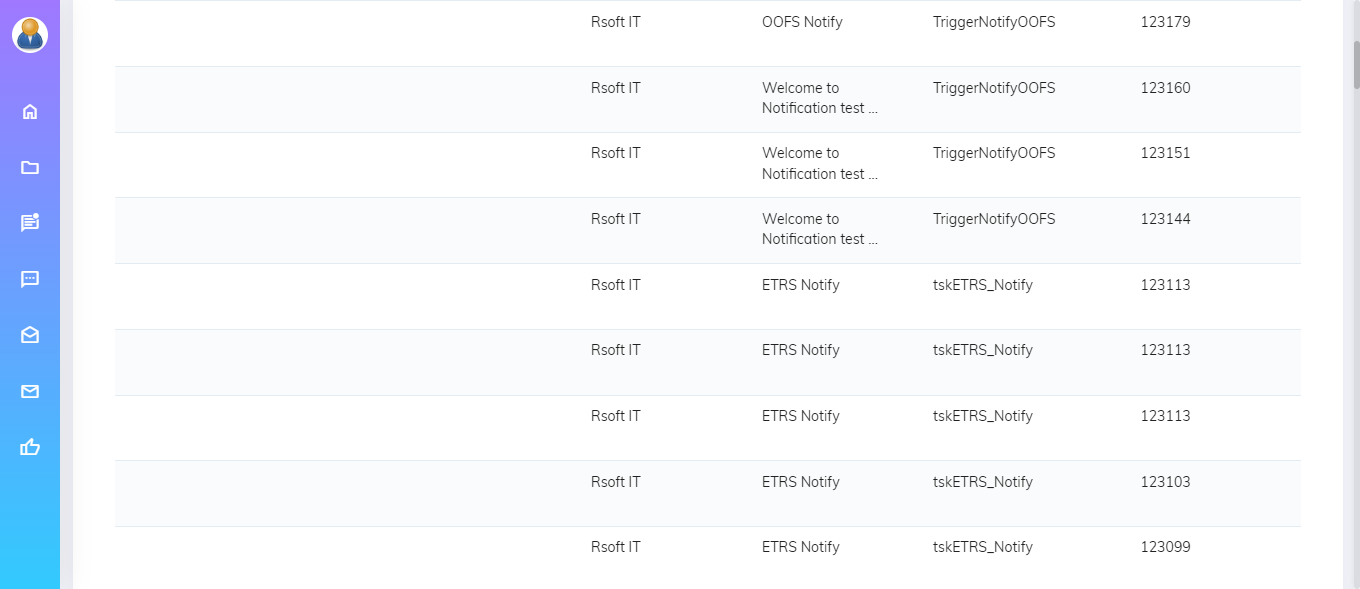 Rsoft IT OOFS Notify TriggerNotifyOOFS 123179
Rsoft IT Welcome to TriggerNotifyOOFS 123160
Notification test ...
Rsoft IT Welcome to TriggerNotifyOOFS 123151
Notification test ...
Rsoft IT Welcome to TriggerNotifyOOFS 123144
Notification test ...
Rsoft IT ETRS Notify tskETRS_Notify 123113
Rsoft IT ETRS Notify tskETRS_Notify 123113
Rsoft IT ETRS Notify tskETRS_Notify 123113
Rsoft IT ETRS Notify tskETRS_Notify 123103
Rsoft IT ETRS Notify tskETRS_Notify 123099